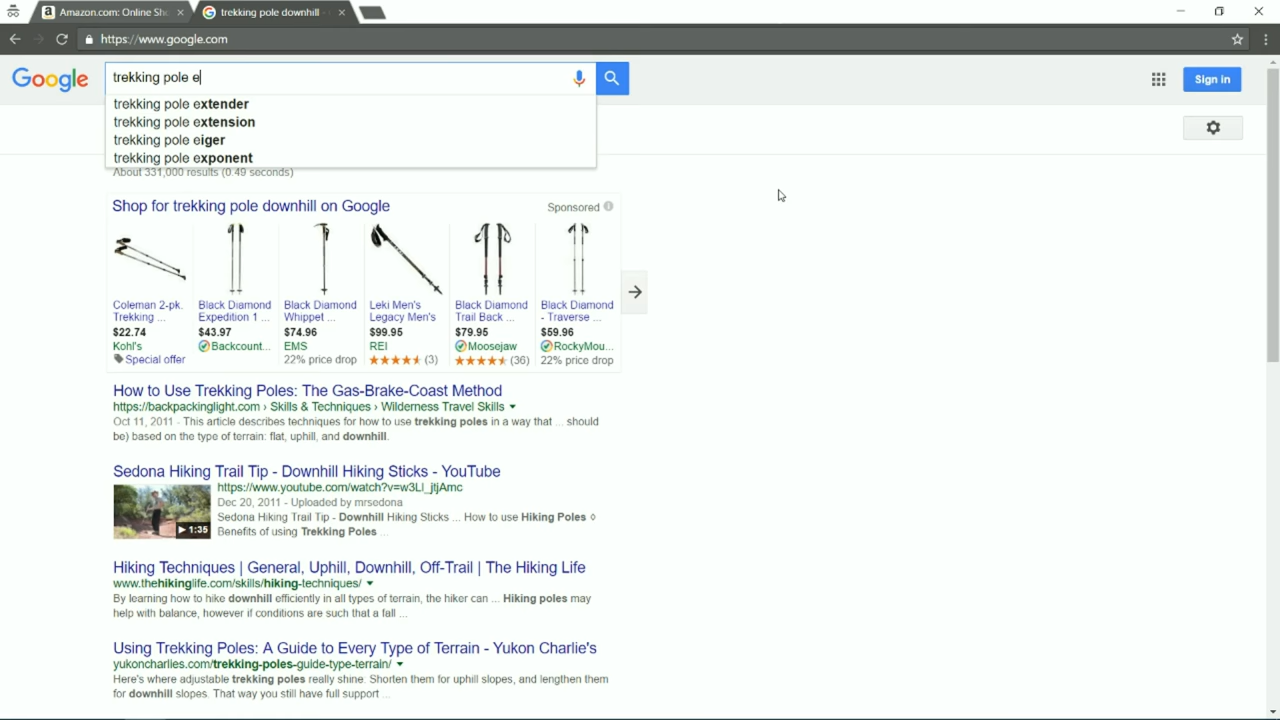 Amazon.com: Online Sh
trekking pole downhill -
https://www.google.com
Google
trekking pole e
Sign in
trekking pole extender
trekking pole extension
trekking pole eiger
trekking pole exponent
About 331,000 results (0.49 seconds)
Shop for trekking pole downhill on Google
Sponsored
Coleman 2-pk. Trekking ...
$22.74
Kohl's
Special offer
Black Diamond Expedition 1 ...
$43.97
Backcount...
Black Diamond Whippet ...
$74.96
EMS
22% price drop
Leki Men's Legacy Men's
$99.95
REI
(3)
Black Diamond Trail Back ...
$79.95
Moosejaw
(36)
Black Diamond - Traverse ...
$59.96
RockyMou...
22% price drop
How to Use Trekking Poles: The Gas-Brake-Coast Method
https://backpackinglight.com › Skills & Techniques › Wilderness Travel Skills
Oct 11, 2011 - This article describes techniques for how to use trekking poles in a way that ... should
be) based on the type of terrain: flat, uphill, and downhill.
Sedona Hiking Trail Tip - Downhill Hiking Sticks - YouTube
https://www.youtube.com/watch?v=w3LI_jtjAmc
Dec 20, 2011 - Uploaded by mrsedona
Sedona Hiking Trail Tip - Downhill Hiking Sticks ... How to use Hiking Poles ◊
1:35
Benefits of using Trekking Poles ...
Hiking Techniques | General, Uphill, Downhill, Off-Trail | The Hiking Life
www.thehikinglife.com/skills/hiking-techniques/
By learning how to hike downhill efficiently in all types of terrain, the hiker can ... Hiking poles may
help with balance, however if conditions are such that a fall ...
Using Trekking Poles: A Guide to Every Type of Terrain - Yukon Charlie's
yukoncharlies.com/trekking-poles-guide-type-terrain/
Here's where adjustable trekking poles really shine. Shorten them for uphill slopes, and lengthen them
for downhill slopes. That way you still have full support ...